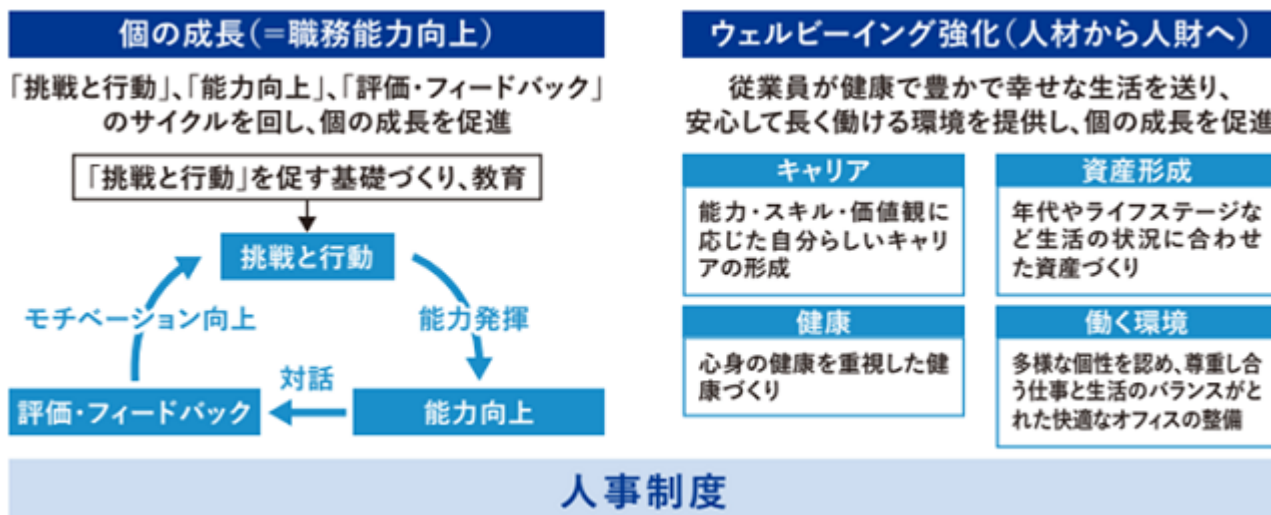 個の成長(=職務能力向上)
「挑戦と行動」、「能力向上」、「評価・フィードバック」
のサイクルを回し、個の成長を促進
「挑戦と行動」を促す基礎づくり、教育
挑戦と行動
モチベーション向上
能力発揮
対話
評価・フィードバック
能力向上
ウェルビーイング強化(人材から人財へ)
従業員が健康で豊かで幸せな生活を送り、
安心して長く働ける環境を提供し、個の成長を促進
キャリア
能力・スキル・価値観に
応じた自分らしいキャリ
アの形成
資産形成
年代やライフステージな
ど生活の状況に合わせ
た資産づくり
健康
心身の健康を重視した健
康づくり
働く環境
多様な個性を認め、尊重し合
う仕事と生活のバランスがと
れた快適なオフィスの整備
人事制度